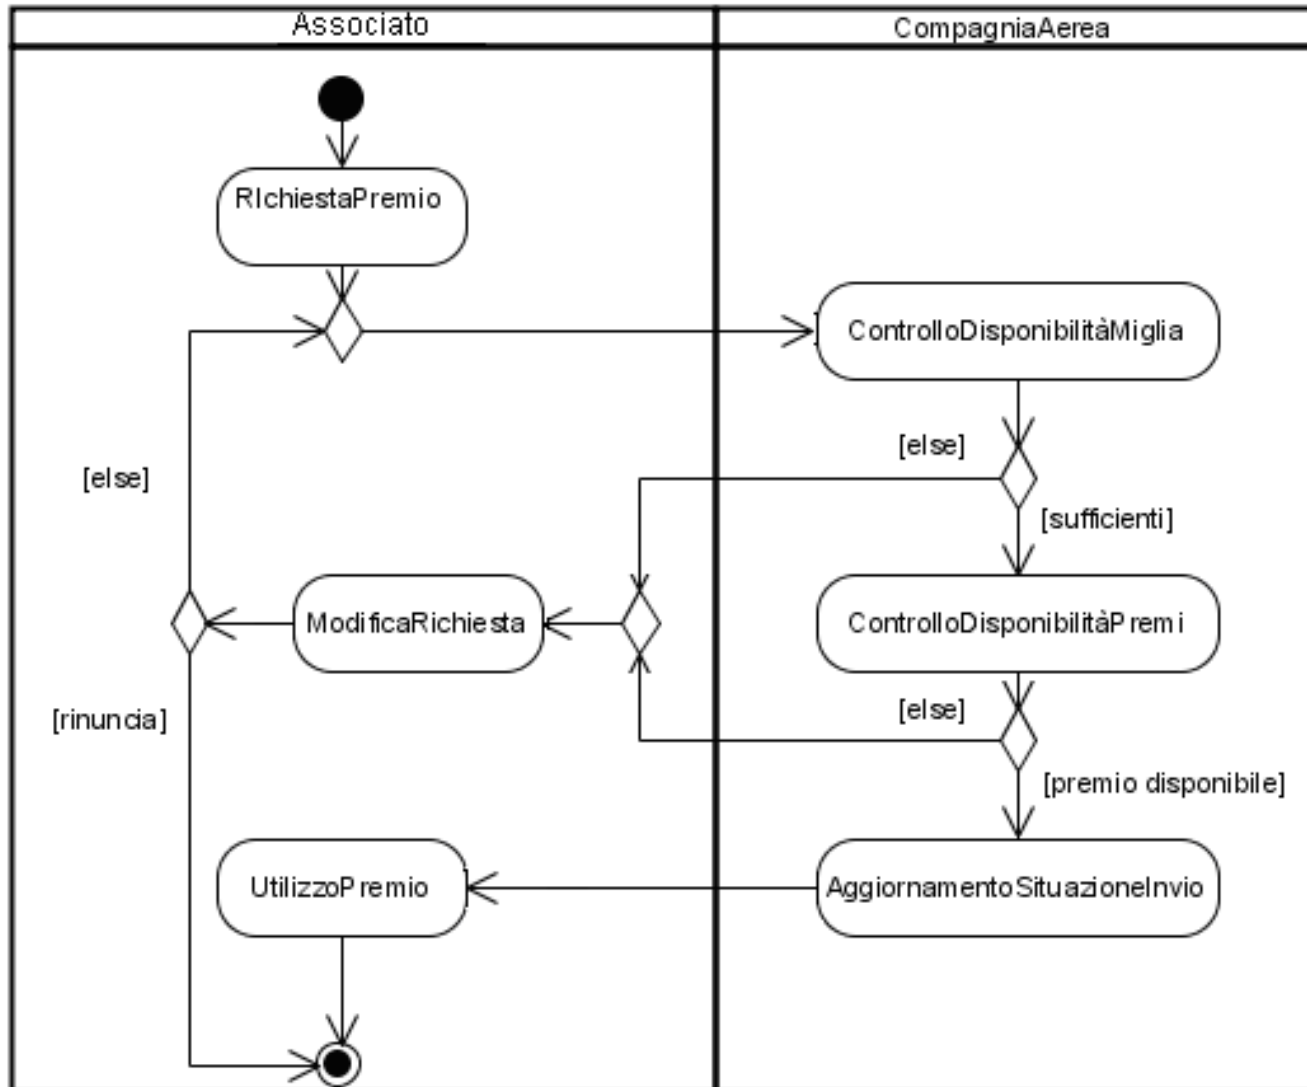 Associato
CompagniaAerea
RIchiestaPremio
ControlloDisponibilitàMiglia
[else]
[else]
[sufficienti]
ModificaRichiesta
ControlloDisponibilitàPremi
[else]
[rinuncia]
[premio disponibile]
UtilizzoPremio
AggiornamentoSituazioneInvio